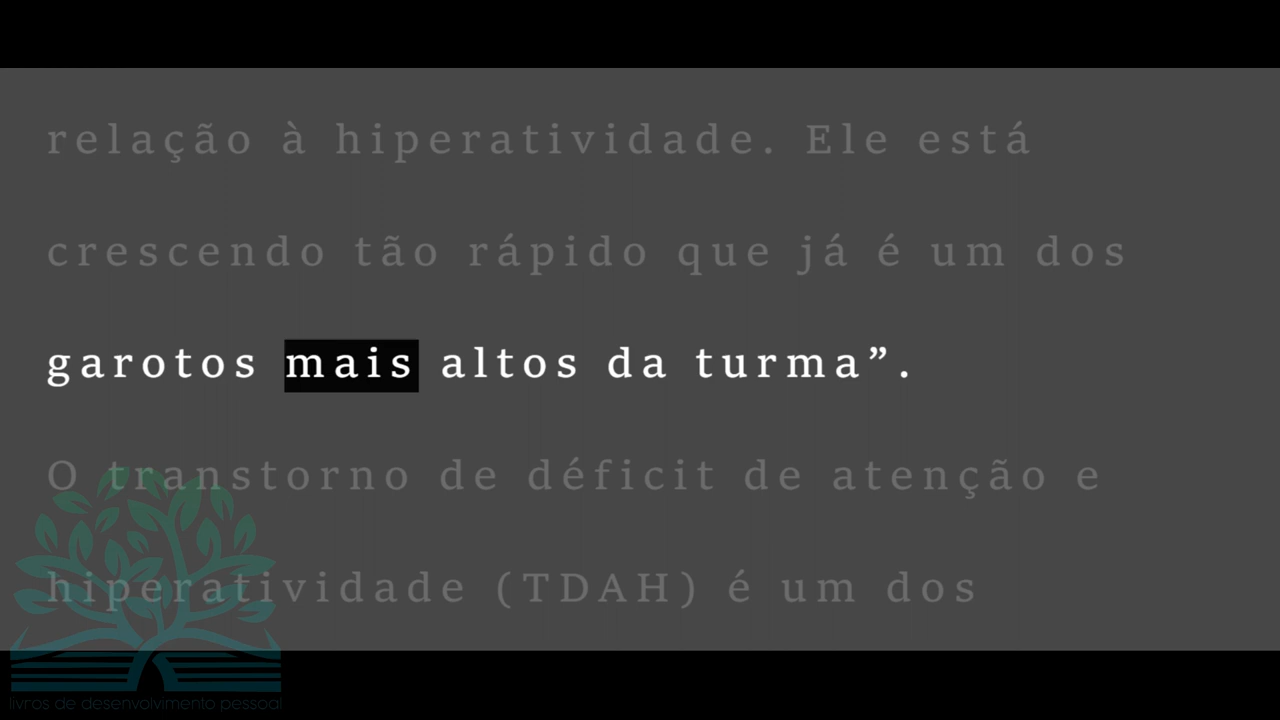 relação à hiperatividade. Ele está
crescendo tão rápido que já é um dos
garotos mais altos da turma”.
O transtorno de déficit de atenção e
hiperatividade (TDAH) é um dos
livros de desenvolvimento pessoal